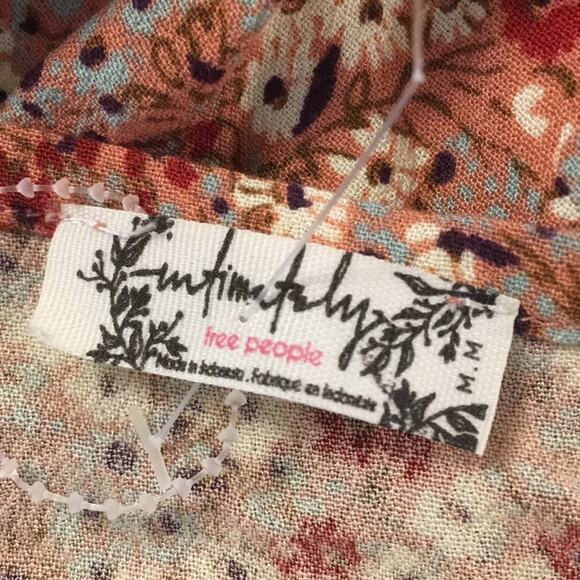 intimately
free people
Made in Indonesia . Fabriqué en Indonésie
M.M